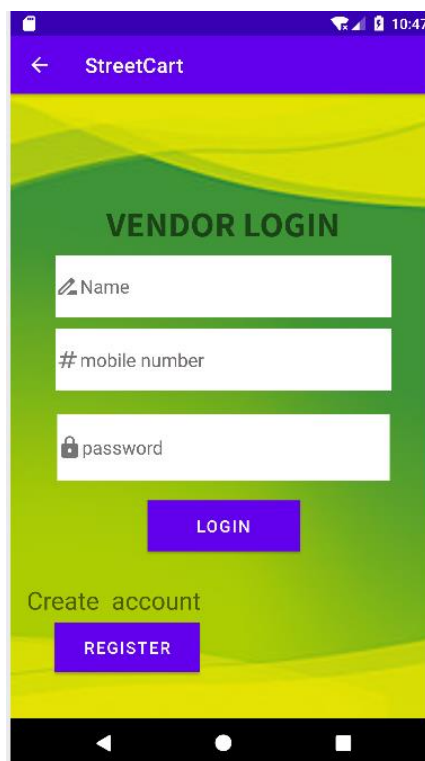 10:47
StreetCart
VENDOR LOGIN
Name
# mobile number
password
LOGIN
Create account
REGISTER